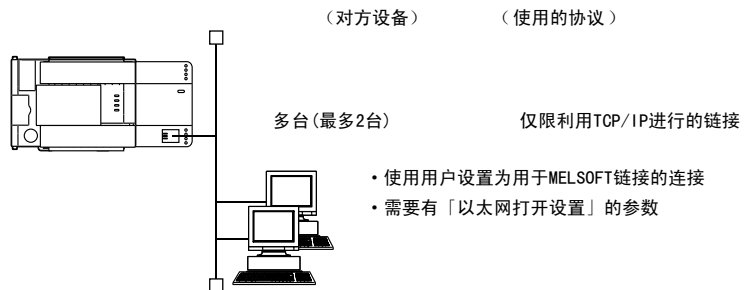 （对方设备） （使用的协议）
多台(最多2台) 仅限利用TCP/IP进行的链接
・使用用户设置为用于MELSOFT链接的连接
・需要有「以太网打开设置」的参数